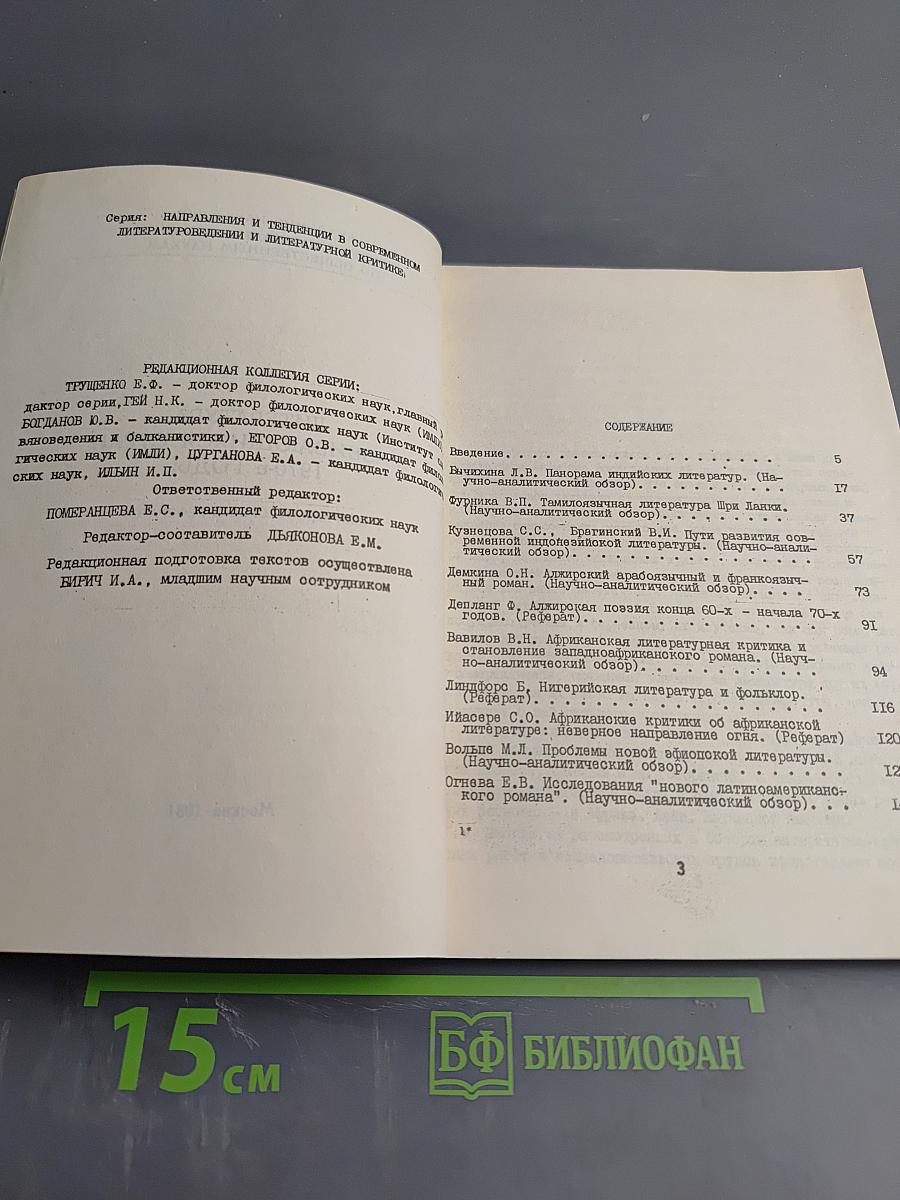 Серия: НАПРАВЛЕНИЯ И ТЕНДЕНЦИИ В СОВРЕМЕННОМ
ЛИТЕРАТУРОВЕДЕНИИ И ЛИТЕРАТУРНОЙ КРИТИКЕ.
РЕДАКЦИОННАЯ КОЛЛЕГИЯ СЕРИИ:
ТРУЩЕНКО Е.Ф. – доктор филологических наук, главный
дактор серии, ГЕЙ Н.К. – доктор филологических наук (ИМЛИ)
БОГДАНОВ Ю.В. – кандидат филологических наук (Институт
вяноведения и балканистики), ЕГОРОВ О.В. – кандидат
гических наук (ИМЛИ), ЦУРГАНОВА Е.А. – кандидат
ских наук, ИЛЬИН И.П.
Ответственный редактор:
ПОМЕРАНЦЕВА Е.С., кандидат филологических наук
Редактор-составитель ДЬЯКОНОВА Е.М.
Редакционная подготовка текстов осуществлена
БИРИЧ И.А., младшим научным сотрудником
СОДЕРЖАНИЕ
Введение. . . . . . . . . . . . . . . . . . . . . 5
Бычихина Л.В. Панорама индийских литератур. (На-
учно-аналитический обзор). . . . . . . . . . . . 17
Фурника В.П. Тамилоязычная литература Шри Ланки.
(Научно-аналитический обзор). . . . . . . . . . 37
Кузнецова С.С., Брагинский В.И. Пути развития сов-
ременной индонезийской литературы. (Научно-анали-
тический обзор). . . . . . . . . . . . . . . . . 57
Демкина О.Н. Алжирский арабоязычный и франкоязыч-
ный роман. (Научно-аналитический обзор). . . . . 73
Депланг Ф. Алжирская поэзия конца 60-х – начала 70-х
годов. (Реферат). . . . . . . . . . . . . . . . 91
Вавилов В.Н. Африканская литературная критика и
становление западноафриканского романа. (Науч-
но-аналитический обзор). . . . . . . . . . . . . 94
Линдфорс Б. Нигерийская литература и фольклор.
(Реферат). . . . . . . . . . . . . . . . . . . . 116
Ийасере С.О. Африканские критики об африканской
литературе: неверное направление огня. (Реферат) 120
Вольпе М.Л. Проблемы новой эфиопской литературы.
(Научно-аналитический обзор). . . . . . . . . .
Огнева Е.В. Исследования "нового латиноамериканс-
кого романа". (Научно-аналитический обзор). . .
1*
3
15 см
БФ БИБЛИОФАН